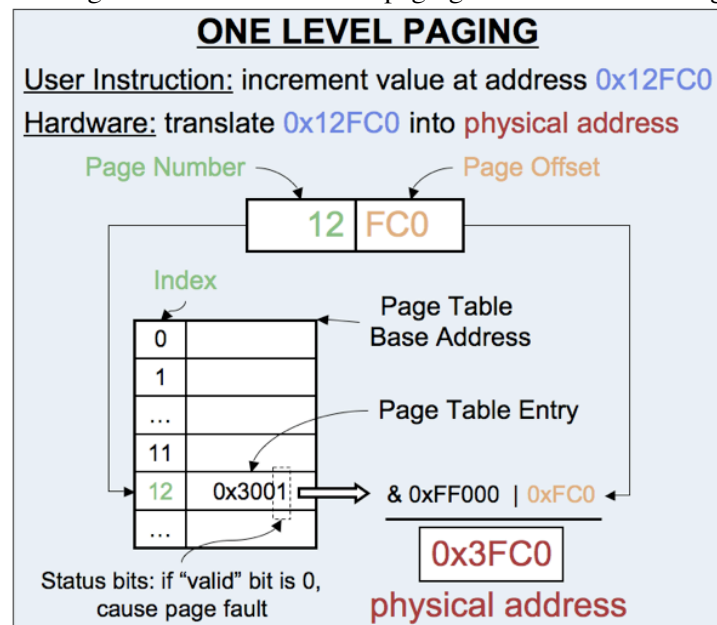 ONE LEVEL PAGING
User Instruction: increment value at address 0x12FC0
Hardware: translate 0x12FC0 into physical address
Page Number
Page Offset
12 FC0
Index
Page Table
Base Address
0
1
...
11
Page Table Entry
12 0x3001
& 0xFF000 | 0xFC0
...
0x3FC0
Status bits: if “valid” bit is 0,
cause page fault
physical address